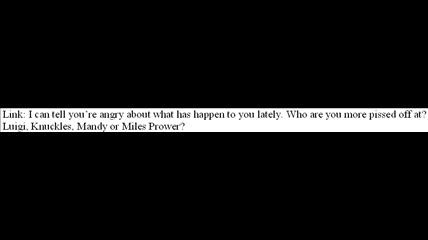 Link: I can tell you're angry about what has happen to you lately. Who are you more pissed off at?
Luigi, Knuckles, Mandy or Miles Prower?